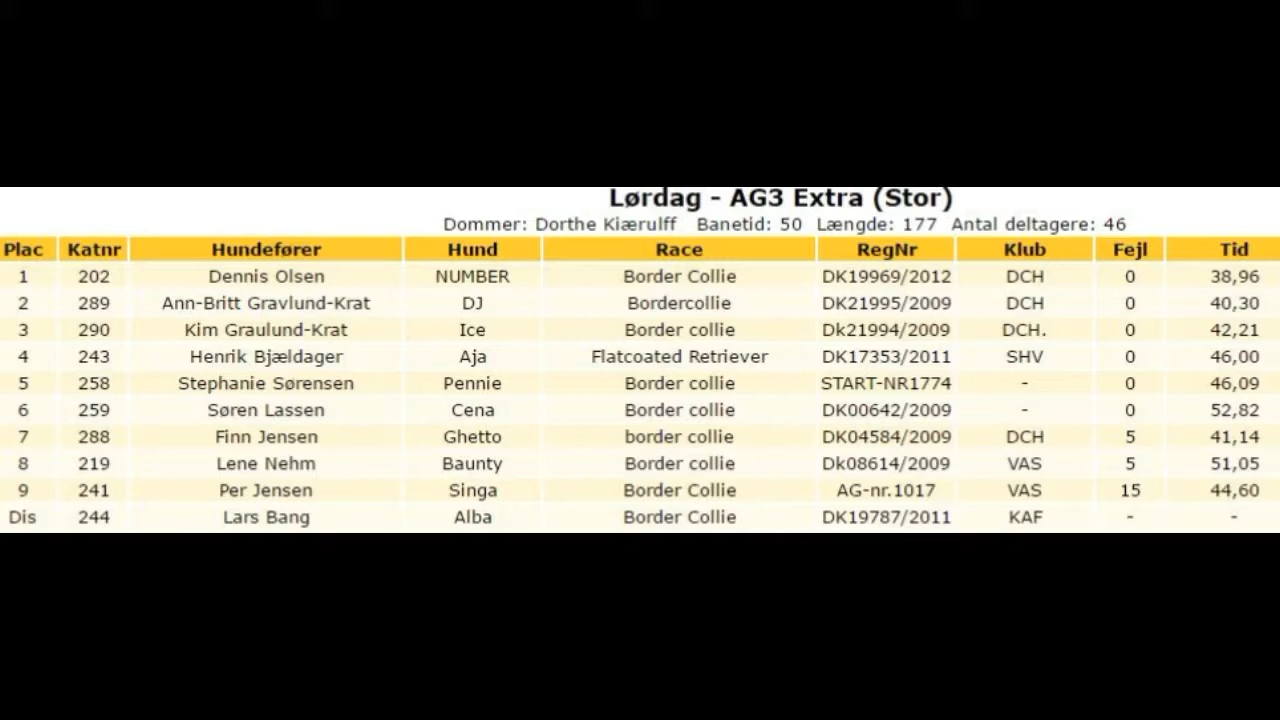 Lørdag - AG3 Extra (Stor)
Dommer: Dorthe Kiærulff Banetid: 50 Længde: 177 Antal deltagere: 46
Plac Katnr Hundefører Hund Race RegNr Klub Fejl Tid
1 202 Dennis Olsen NUMBER Border Collie DK19969/2012 DCH 0 38,96
2 289 Ann-Britt Gravlund-Krat DJ Bordercollie DK21995/2009 DCH 0 40,30
3 290 Kim Graulund-Krat Ice Border collie Dk21994/2009 DCH. 0 42,21
4 243 Henrik Bjældager Aja Flatcoated Retriever DK17353/2011 SHV 0 46,00
5 258 Stephanie Sørensen Pennie Border collie START-NR1774 - 0 46,09
6 259 Søren Lassen Cena Border collie DK00642/2009 - 0 52,82
7 288 Finn Jensen Ghetto border collie DK04584/2009 DCH 5 41,14
8 219 Lene Nehm Baunty Border collie Dk08614/2009 VAS 5 51,05
9 241 Per Jensen Singa Border Collie AG-nr.1017 VAS 15 44,60
Dis 244 Lars Bang Alba Border Collie DK19787/2011 KAF - -